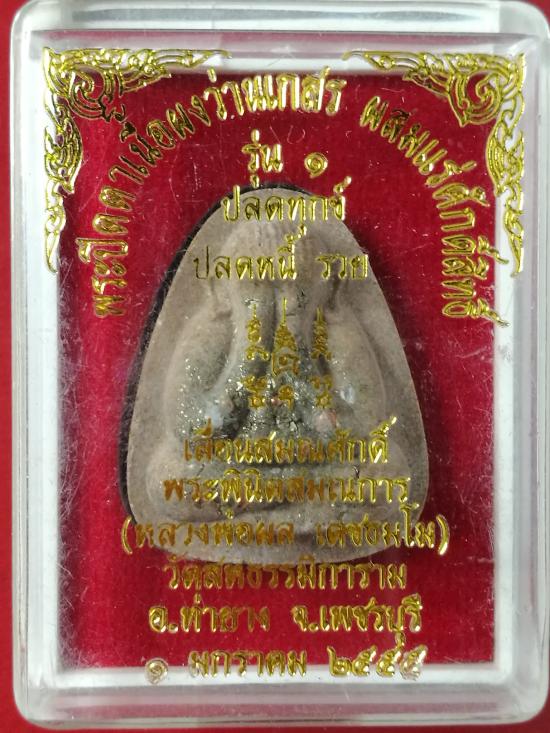 พระปิดตาเนื้อผงว่านเกสร ผสมแร่ศักดิ์สิทธิ์
รุ่น ๑
ปลดทุกข์
ปลดหนี้ รวย
เลื่อนสมณศักดิ์
พระพินิตสมณการ
(หลวงพ่อผล เตชธมฺโม)
วัดสตธรรมิการาม
อ.ท่ายาง จ.เพชรบุรี
๑ มกราคม ๒๕๕๕